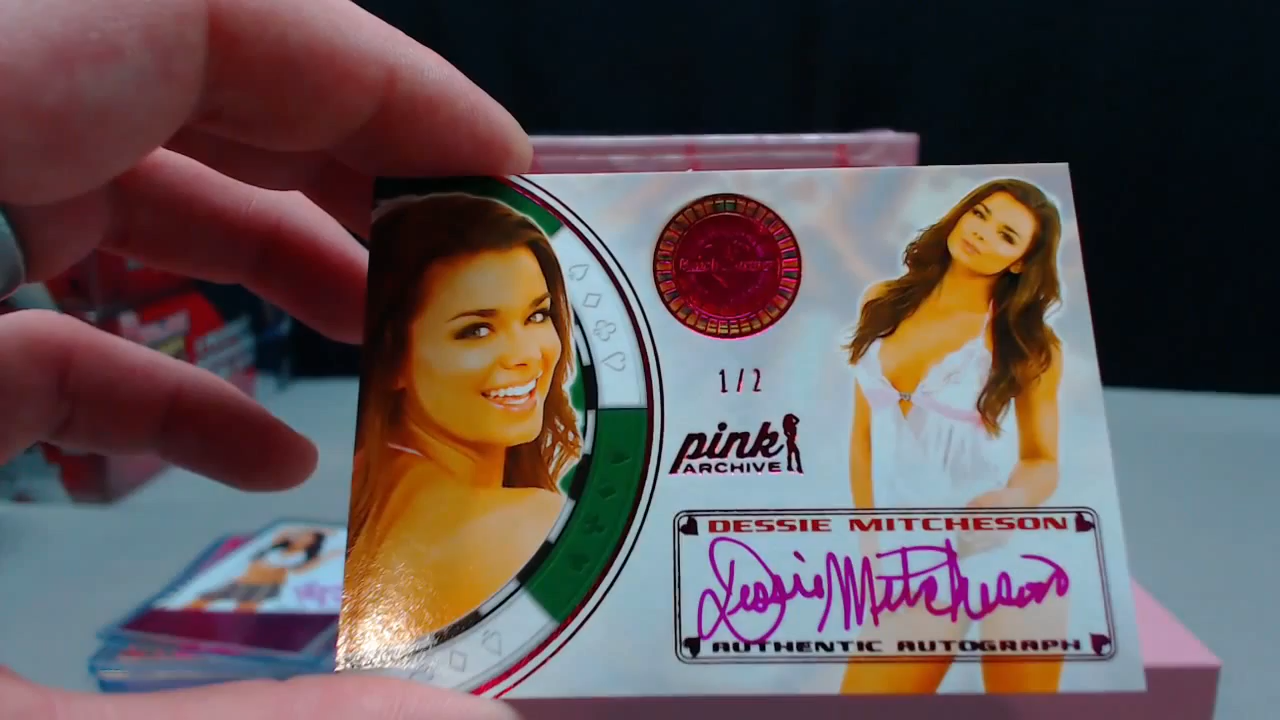 1/2
pink
ARCHIVE
DESSIE MITCHESON
Dessie Mitcheson
AUTHENTIC AUTOGRAPH